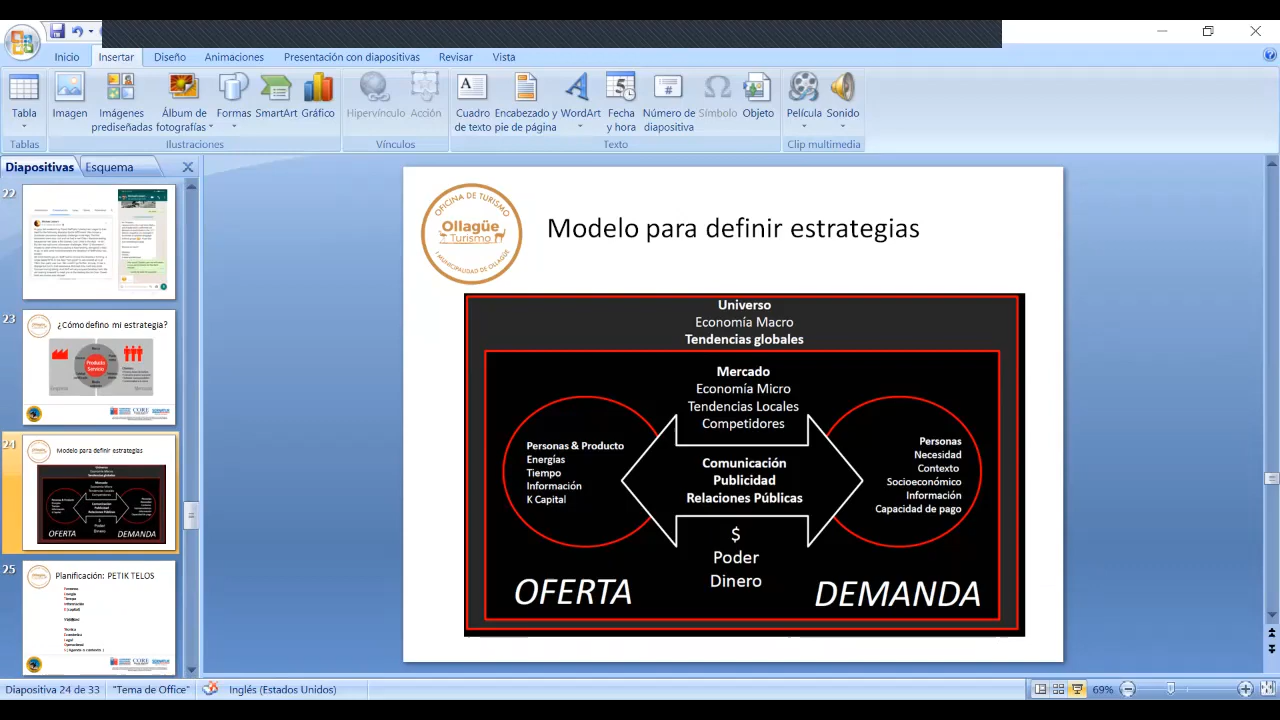 Inicio Insertar Diseño Animaciones Presentación con diapositivas Revisar Vista
Tabla
Imagen
Imágenes prediseñadas
Álbum de fotografías
Formas
SmartArt
Gráfico
Hipervínculo
Acción
Cuadro de texto
Encabezado y pie de página
WordArt
Fecha y hora
Número de diapositiva
Símbolo
Objeto
Película
Sonido
Tablas
Ilustraciones
Vínculos
Texto
Clip multimedia
Diapositivas
Esquema
22
23
¿Cómo defino mi estrategia?
Producto
Servicio
24
Modelo para definir estrategias
OFERTA
DEMANDA
25
Planificación: PETIK TELOS
OFICINA DE TURISMO
Ollagüe
Turismo
I MUNICIPALIDAD DE OLLAGÜE
Modelo para definir estrategias
Universo
Economía Macro
Tendencias globales
Mercado
Economía Micro
Tendencias Locales
Competidores
Personas & Producto
Energías
Tiempo
Información
K Capital
Comunicación
Publicidad
Relaciones Públicas
Personas
Necesidad
Contexto
Socioeconómico
Información
Capacidad de pago
$
Poder
Dinero
OFERTA
DEMANDA
Diapositiva 24 de 33
"Tema de Office"
Inglés (Estados Unidos)
69%